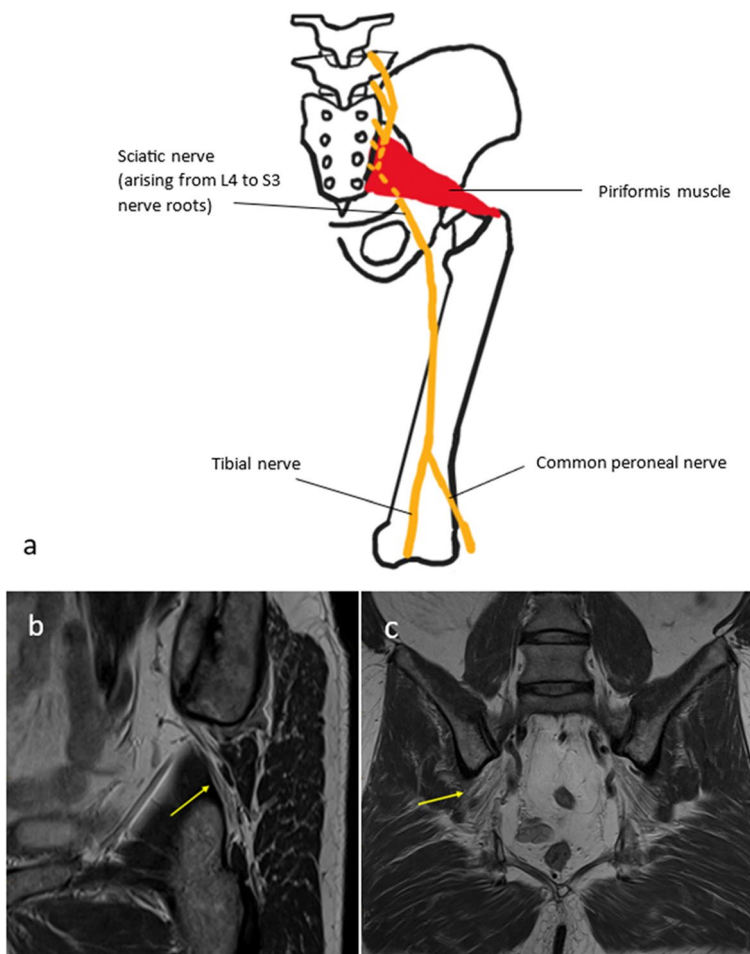 Sciatic nerve
(arising from L4 to S3
nerve roots)
Piriformis muscle
Tibial nerve
Common peroneal nerve
a
b
c